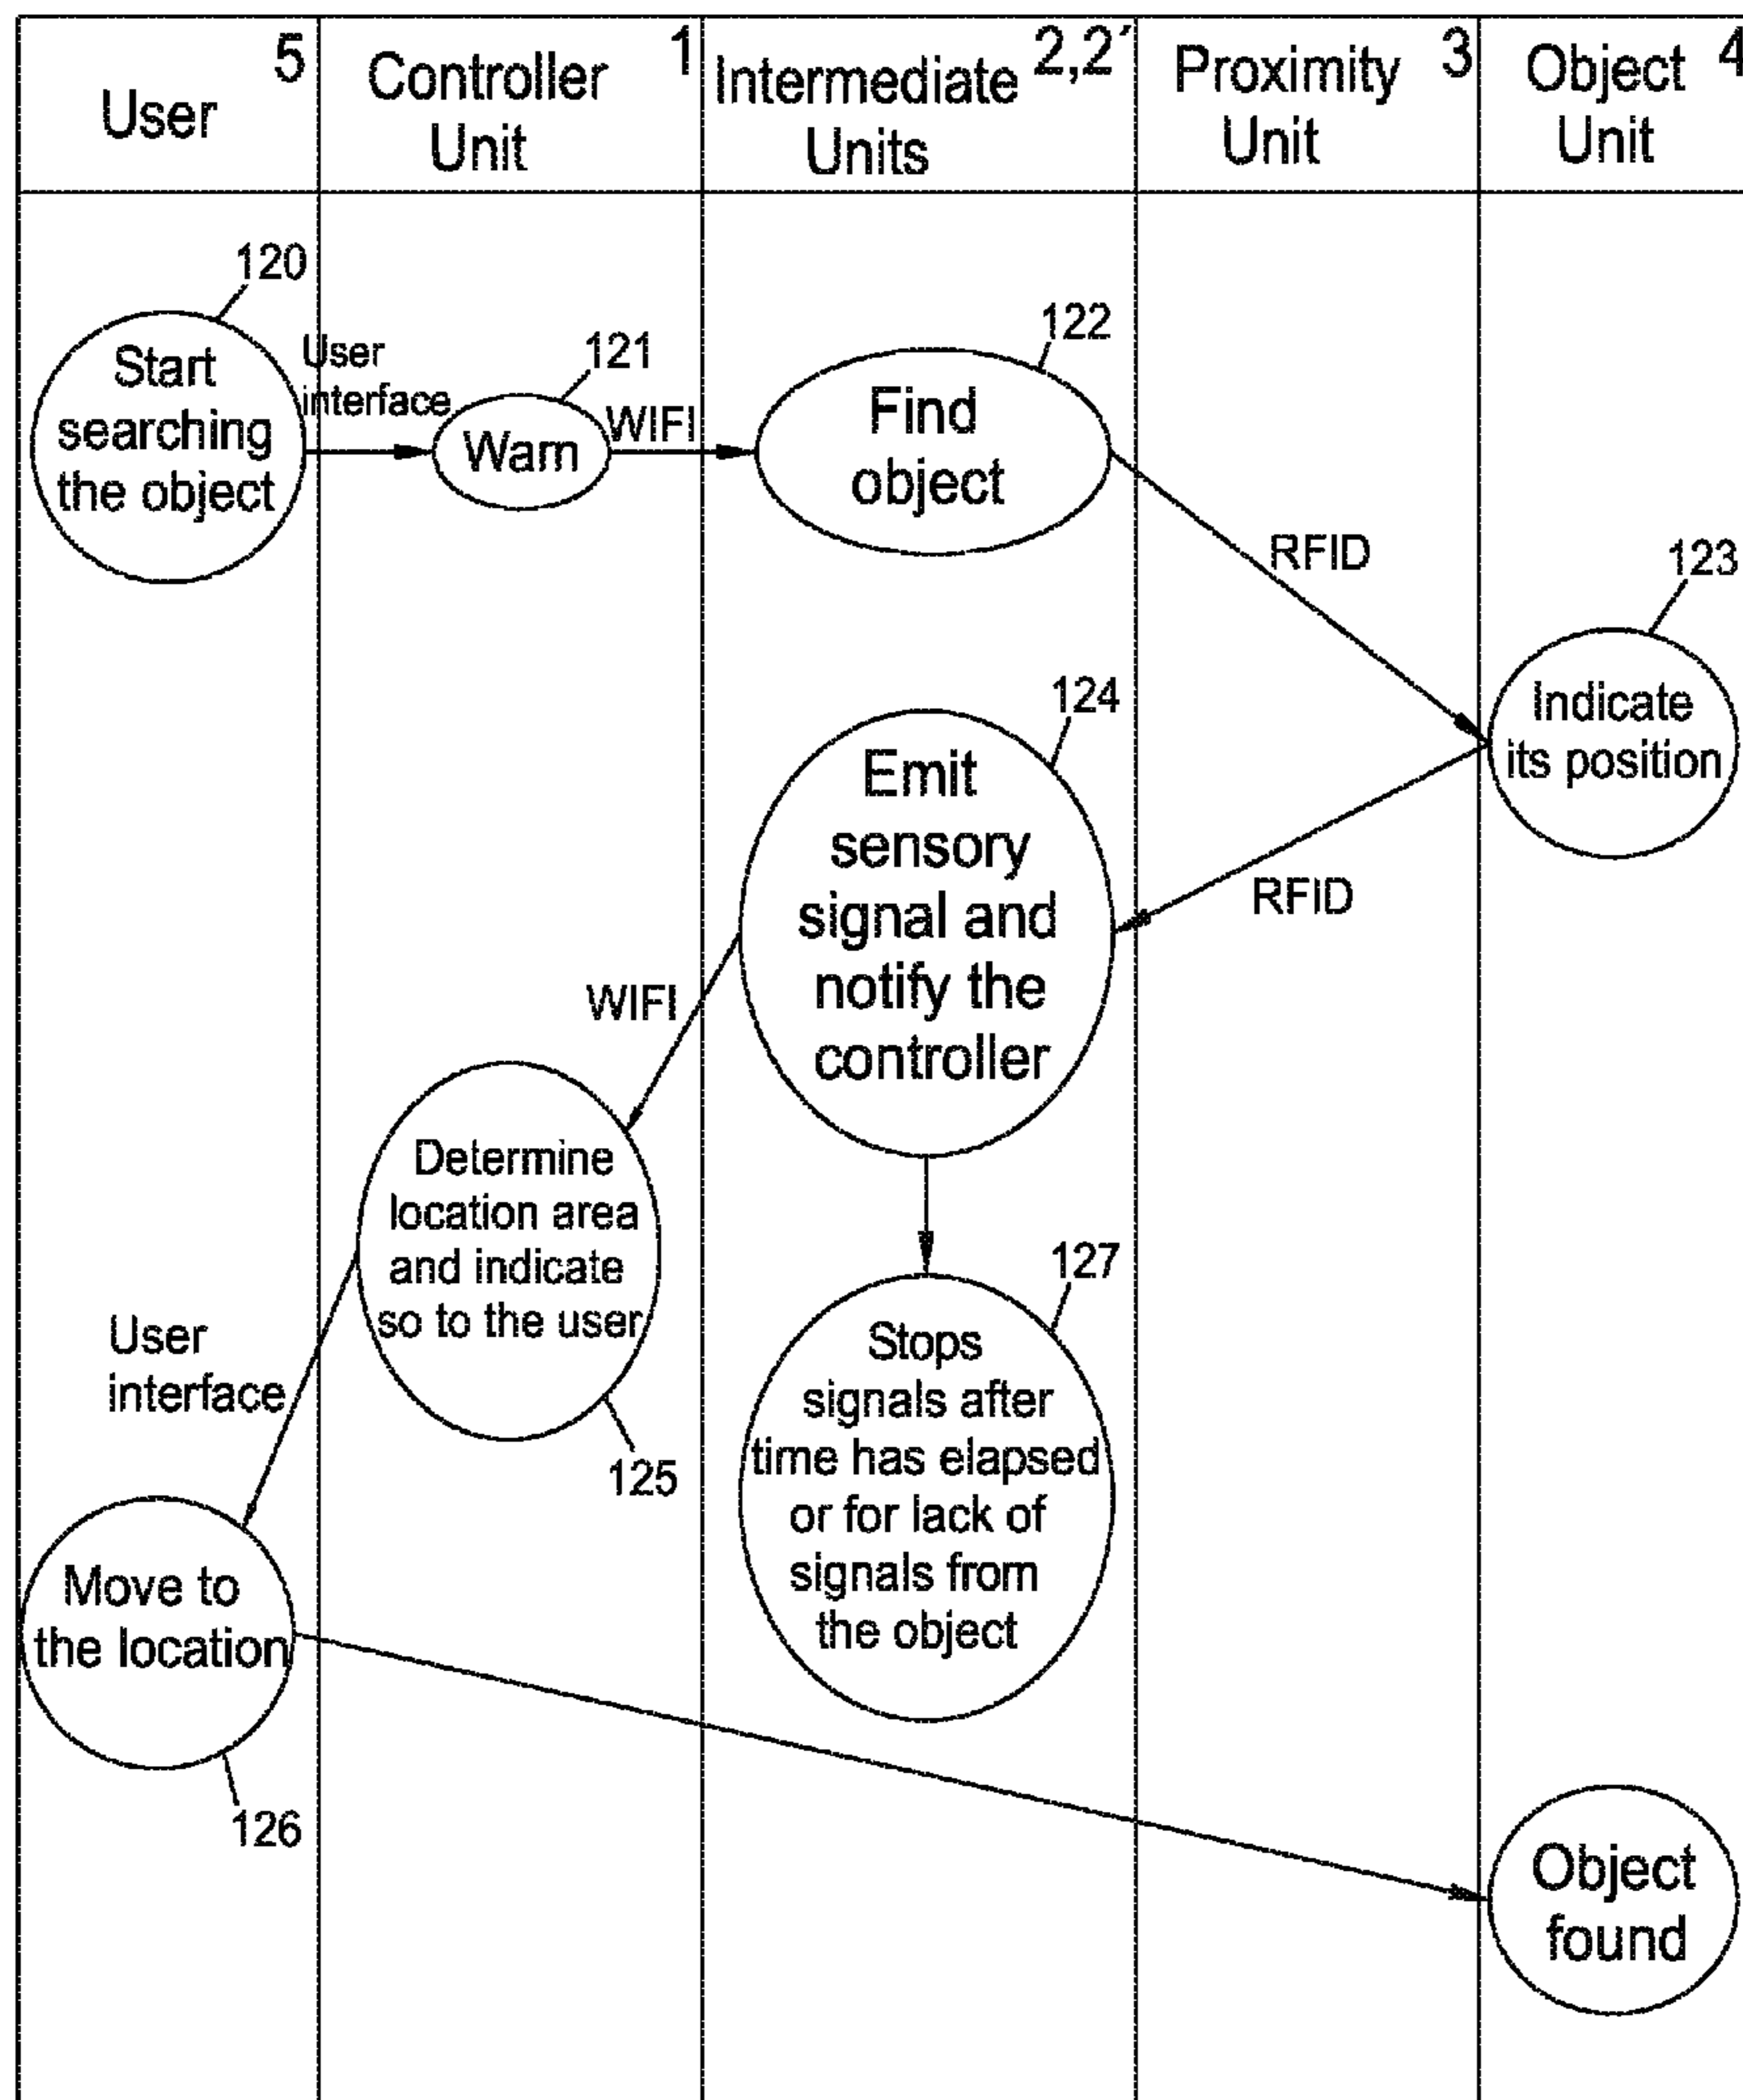 User 5
Controller 1
Unit
Intermediate 2,2´
Units
Proximity 3
Unit
Object 4
Unit
120
Start
searching
the object
User
interface
121
Warn
WIFI
122
Find
object
RFID
123
Indicate
its position
RFID
124
Emit
sensory
signal and
notify the
controller
WIFI
Determine
location area
and indicate
so to the user
125
127
Stops
signals after
time has elapsed
or for lack of
signals from
the object
User
interface
Move to
the location
126
Object
found